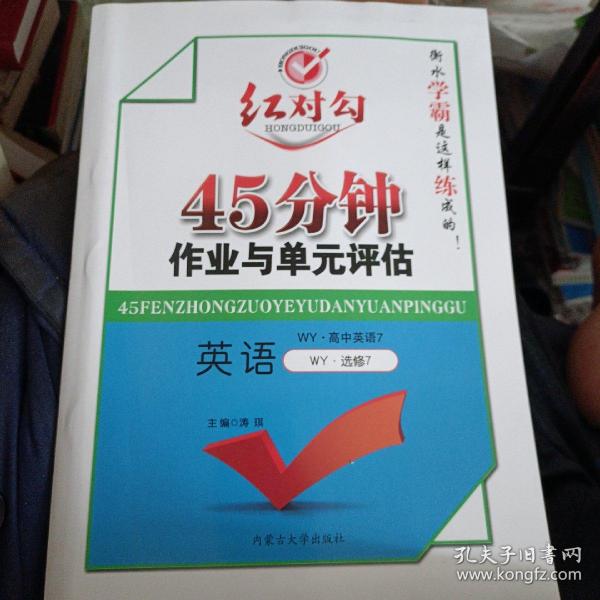 HONGDUIGOU
红对勾
HONGDUIGOU
衡水学霸是这样练成的！
45分钟
作业与单元评估
45FENZHONGZUOYEYUDANYUANPINGGU
英语
WY·高中英语7
WY·选修7
主编○涛琪
内蒙古大学出版社
孔夫子旧书网
www.kongfz.com